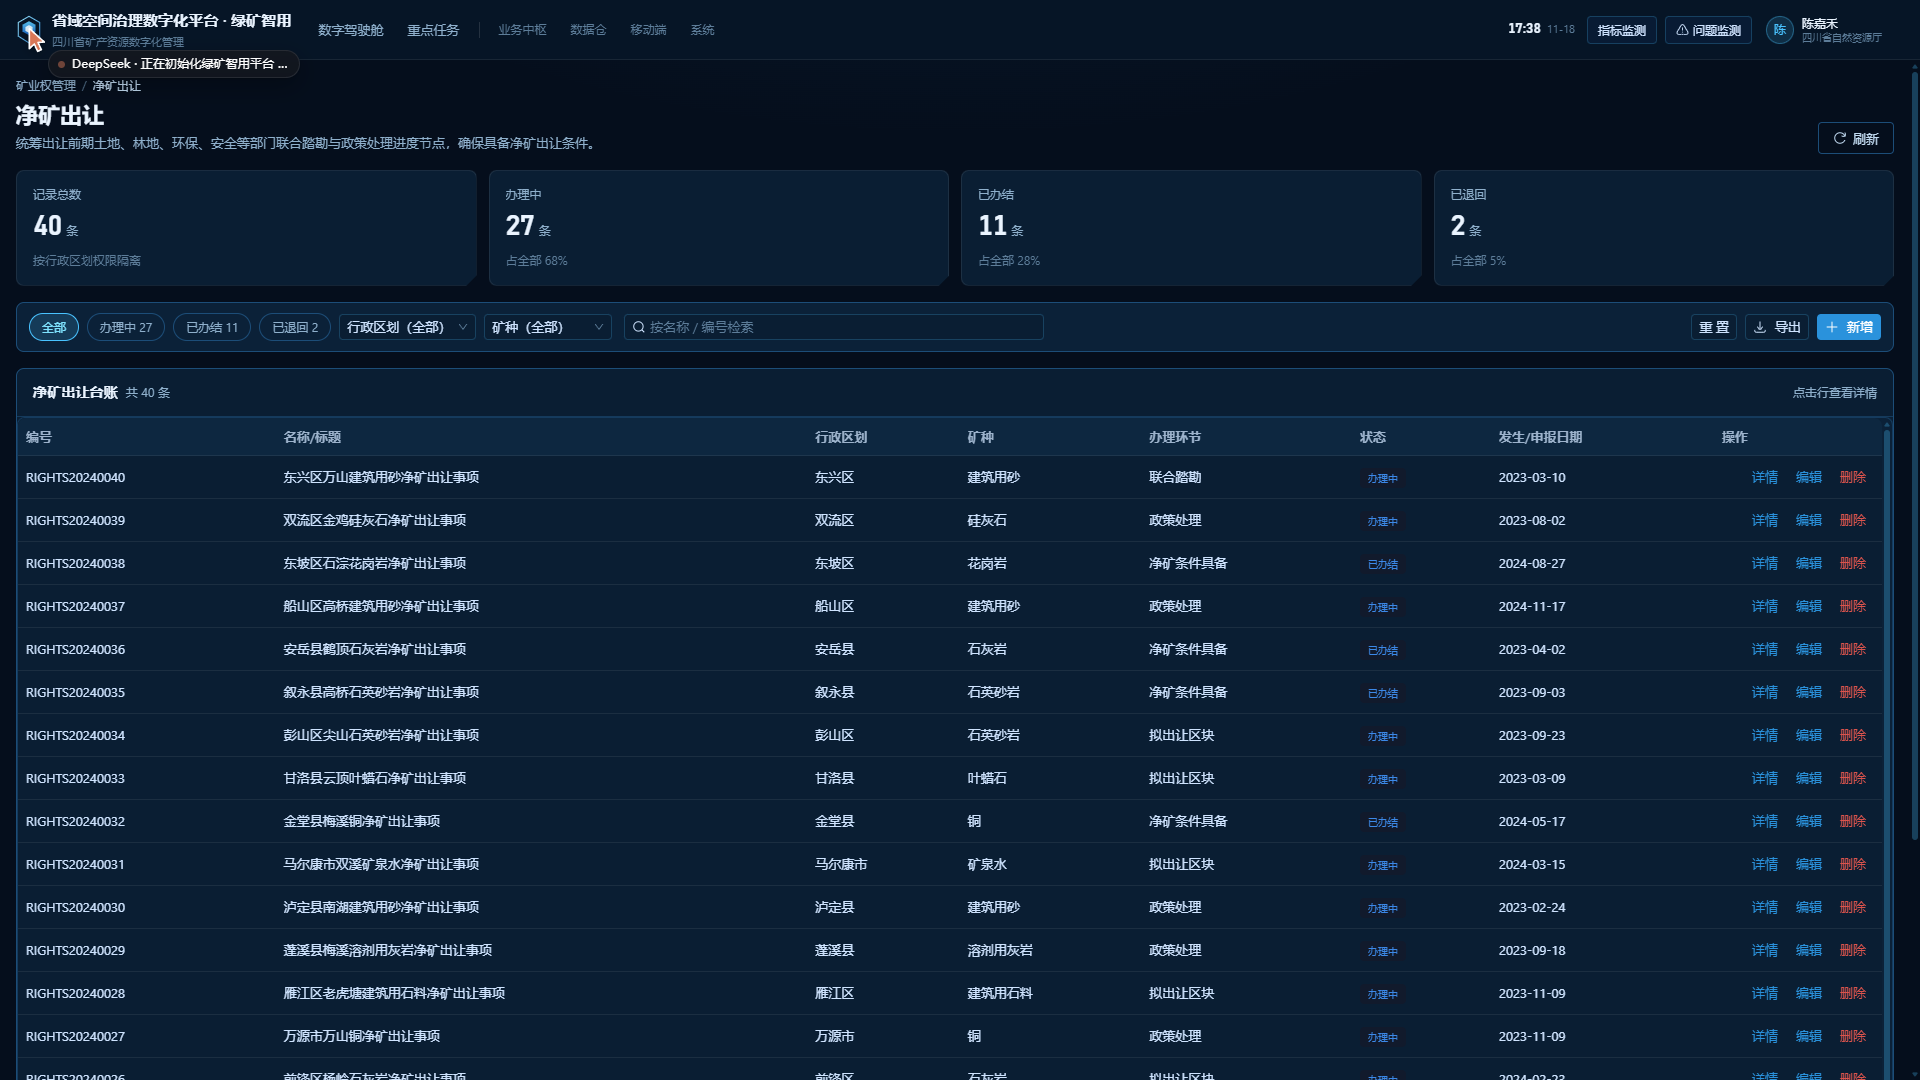 省域空间治理数字化平台 · 绿矿智用
四川省矿产资源数字化管理
数字驾驶舱 重点任务 业务中枢 数据仓 移动端 系统
17:38 11-18 指标监测 问题监测 陈 陈嘉禾
四川省自然资源厅
DeepSeek · 正在初始化绿矿智用平台 ...
矿业权管理 / 净矿出让
净矿出让
统筹出让前期土地、林地、环保、安全等部门联合踏勘与政策处理进度节点，确保具备净矿出让条件。
刷新
记录总数 办理中 已办结 已退回
40 条 27 条 11 条 2 条
按行政区划权限隔离 占全部 68% 占全部 28% 占全部 5%
全部 办理中 27 已办结 11 已退回 2 行政区划（全部） 矿种（全部） 按名称 / 编号检索 重置 导出 新增
净矿出让台账 共 40 条 点击行查看详情
编号 名称/标题 行政区划 矿种 办理环节 状态 发生/申报日期 操作
RIGHTS20240040 东兴区万山建筑用砂净矿出让事项 东兴区 建筑用砂 联合踏勘 办理中 2023-03-10 详情 编辑 删除
RIGHTS20240039 双流区金鸡硅灰石净矿出让事项 双流区 硅灰石 政策处理 办理中 2023-08-02 详情 编辑 删除
RIGHTS20240038 东坡区石淙花岗岩净矿出让事项 东坡区 花岗岩 净矿条件具备 已办结 2024-08-27 详情 编辑 删除
RIGHTS20240037 船山区高桥建筑用砂净矿出让事项 船山区 建筑用砂 政策处理 办理中 2024-11-17 详情 编辑 删除
RIGHTS20240036 安岳县鹤顶石灰岩净矿出让事项 安岳县 石灰岩 净矿条件具备 已办结 2023-04-02 详情 编辑 删除
RIGHTS20240035 叙永县高桥石英砂岩净矿出让事项 叙永县 石英砂岩 净矿条件具备 已办结 2023-09-03 详情 编辑 删除
RIGHTS20240034 彭山区尖山石英砂岩净矿出让事项 彭山区 石英砂岩 拟出让区块 办理中 2023-09-23 详情 编辑 删除
RIGHTS20240033 甘洛县云顶叶蜡石净矿出让事项 甘洛县 叶蜡石 拟出让区块 办理中 2023-03-09 详情 编辑 删除
RIGHTS20240032 金堂县梅溪铜净矿出让事项 金堂县 铜 净矿条件具备 已办结 2024-05-17 详情 编辑 删除
RIGHTS20240031 马尔康市双溪矿泉水净矿出让事项 马尔康市 矿泉水 拟出让区块 办理中 2024-03-15 详情 编辑 删除
RIGHTS20240030 泸定县南湖建筑用砂净矿出让事项 泸定县 建筑用砂 政策处理 办理中 2023-02-24 详情 编辑 删除
RIGHTS20240029 蓬溪县梅溪溶剂用灰岩净矿出让事项 蓬溪县 溶剂用灰岩 政策处理 办理中 2023-09-18 详情 编辑 删除
RIGHTS20240028 雁江区老虎塘建筑用石料净矿出让事项 雁江区 建筑用石料 拟出让区块 办理中 2023-11-09 详情 编辑 删除
RIGHTS20240027 万源市万山铜净矿出让事项 万源市 铜 政策处理 办理中 2023-11-09 详情 编辑 删除
RIGHTS20240026 前锋区杨岭石灰岩净矿出让事项 前锋区 石灰岩 拟出让区块 办理中 2024-02-23 详情 编辑 删除